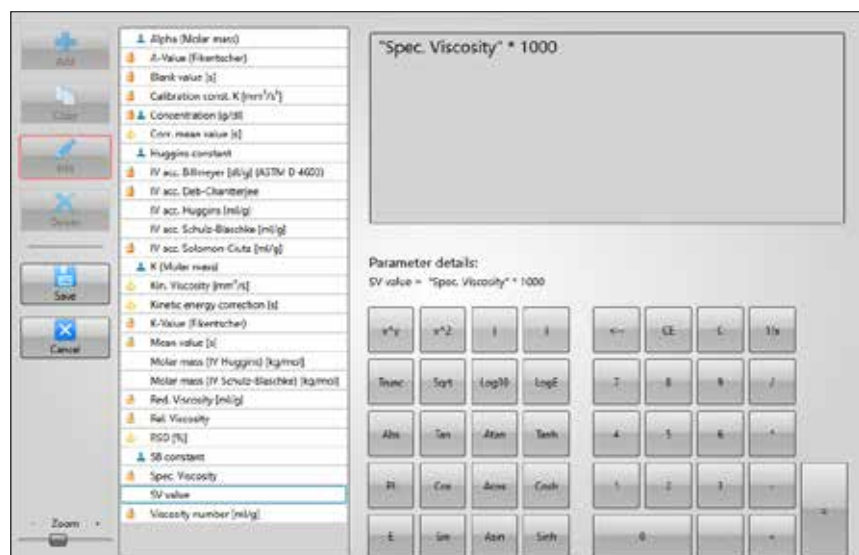 Add
Copy
Edit
Delete
Save
Cancel
- Zoom +
Alpha (Molar mass)
A-Value (Fikentscher)
Blank value [s]
Calibration const. K [mm²/s²]
Concentration [g/dl]
Corr. mean value [s]
Huggins constant
IV acc. Billmeyer [dl/g] (ASTM D 4603)
IV acc. Deb-Chantterjee
IV acc. Huggins [ml/g]
IV acc. Schulz-Blaschke [ml/g]
IV acc. Solomon-Ciuta [ml/g]
K (Molar mass)
Kin. Viscosity [mm²/s]
Kinetic energy correction [s]
K-Value (Fikentscher)
Mean value [s]
Molar mass (IV Huggins) [kg/mol]
Molar mass (IV Schulz-Blaschke) [kg/mol]
Red. Viscosity [ml/g]
Rel. Viscosity
RSD [%]
SB constant
Spec. Viscosity
SV value
Viscosity number [ml/g]
"Spec. Viscosity" * 1000
Parameter details:
SV value = "Spec. Viscosity" * 1000
x^y x^2 ( ) <-- CE C 1/x
Trunc Sqrt Log10 LogE 7 8 9 /
Abs Tan Atan Tanh 4 5 6 *
PI Cos Acos Cosh 1 2 3 -
E Sin Asin Sinh 0 +
=